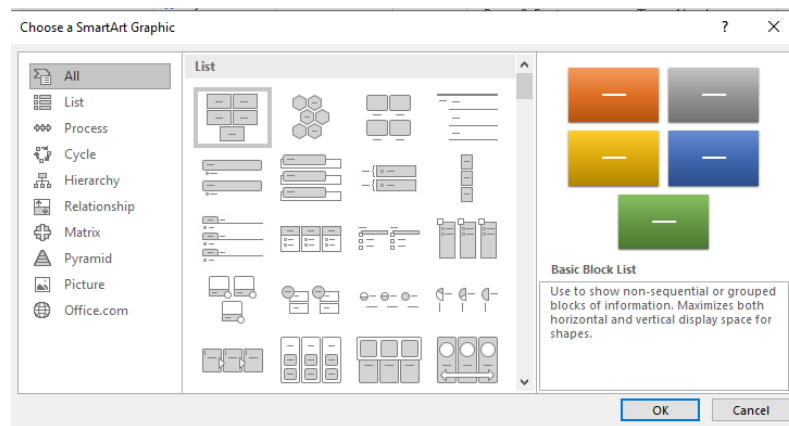 Choose a SmartArt Graphic
?
All
List
Process
Cycle
Hierarchy
Relationship
Matrix
Pyramid
Picture
Office.com
List
Basic Block List
Use to show non-sequential or grouped
blocks of information. Maximizes both
horizontal and vertical display space for
shapes.
OK
Cancel